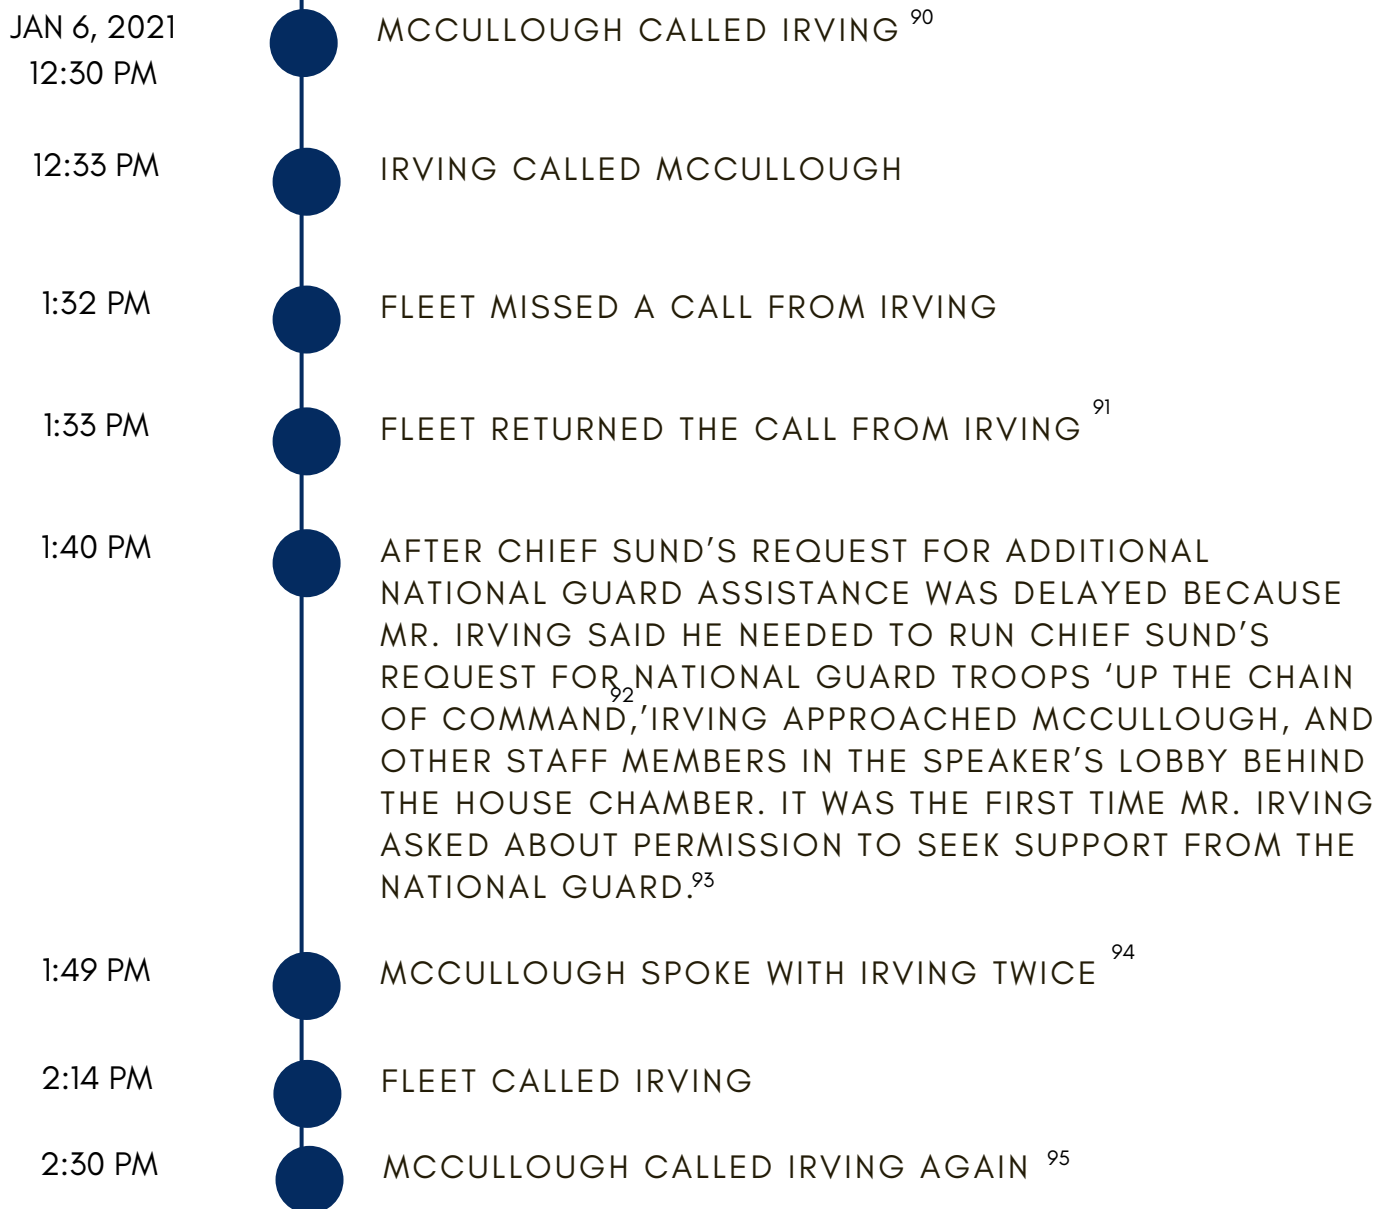 JAN 6, 2021
12:30 PM
MCCULLOUGH CALLED IRVING 90
12:33 PM
IRVING CALLED MCCULLOUGH
1:32 PM
FLEET MISSED A CALL FROM IRVING
1:33 PM
FLEET RETURNED THE CALL FROM IRVING 91
1:40 PM
AFTER CHIEF SUND’S REQUEST FOR ADDITIONAL
NATIONAL GUARD ASSISTANCE WAS DELAYED BECAUSE
MR. IRVING SAID HE NEEDED TO RUN CHIEF SUND’S
REQUEST FOR NATIONAL GUARD TROOPS ‘UP THE CHAIN
OF COMMAND,’92 IRVING APPROACHED MCCULLOUGH, AND
OTHER STAFF MEMBERS IN THE SPEAKER’S LOBBY BEHIND
THE HOUSE CHAMBER. IT WAS THE FIRST TIME MR. IRVING
ASKED ABOUT PERMISSION TO SEEK SUPPORT FROM THE
NATIONAL GUARD.93
1:49 PM
MCCULLOUGH SPOKE WITH IRVING TWICE 94
2:14 PM
FLEET CALLED IRVING
2:30 PM
MCCULLOUGH CALLED IRVING AGAIN 95